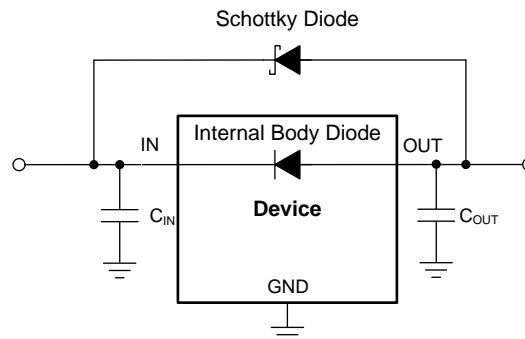 Schottky Diode
Internal Body Diode
IN
OUT
Device
CIN
COUT
GND